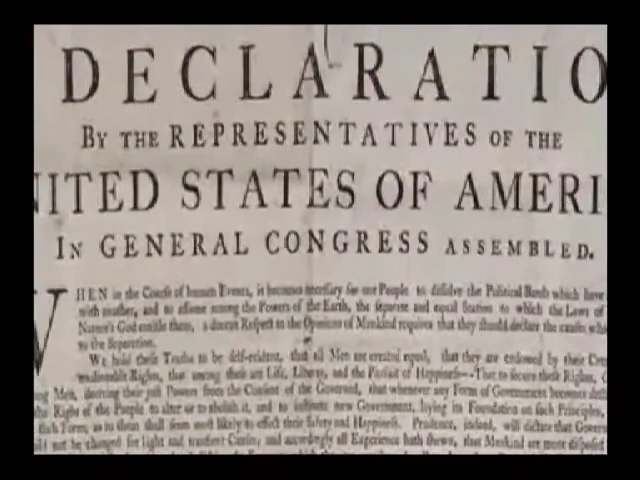 DECLARATIO
BY THE REPRESENTATIVES OF THE
NITED STATES OF AMERI
IN GENERAL CONGRESS ASSEMBLED.
WHEN in the Course of human Events, it becomes necessary for one People to dissolve the Political Bands which have
with another, and to assume among the Powers of the Earth, the separate and equal Station to which the Laws of
Nature's God entitle them, a decent Respect to the Opinions of Mankind requires that they should declare the causes whi
to the Separation.
We hold these Truths to be self-evident, that all Men are created equal, that they are endowed by their Cre
Rights, that among these are Life, Liberty, and the Pursuit of Happiness—That to secure these Rights,
ng Men, deriving their just Powers from the Consent of the Governed, that whenever any Form of Government becomes
the Right of the People to alter or to abolish it, and to institute new Government, laying its Foundation on such Principles,
such Form, as to them shall seem most likely to effect their Safety and Happiness. Prudence, indeed, will dictate that Govern
not be changed for light and transient Causes; and accordingly all Experience hath shewn, that Mankind are more disposed